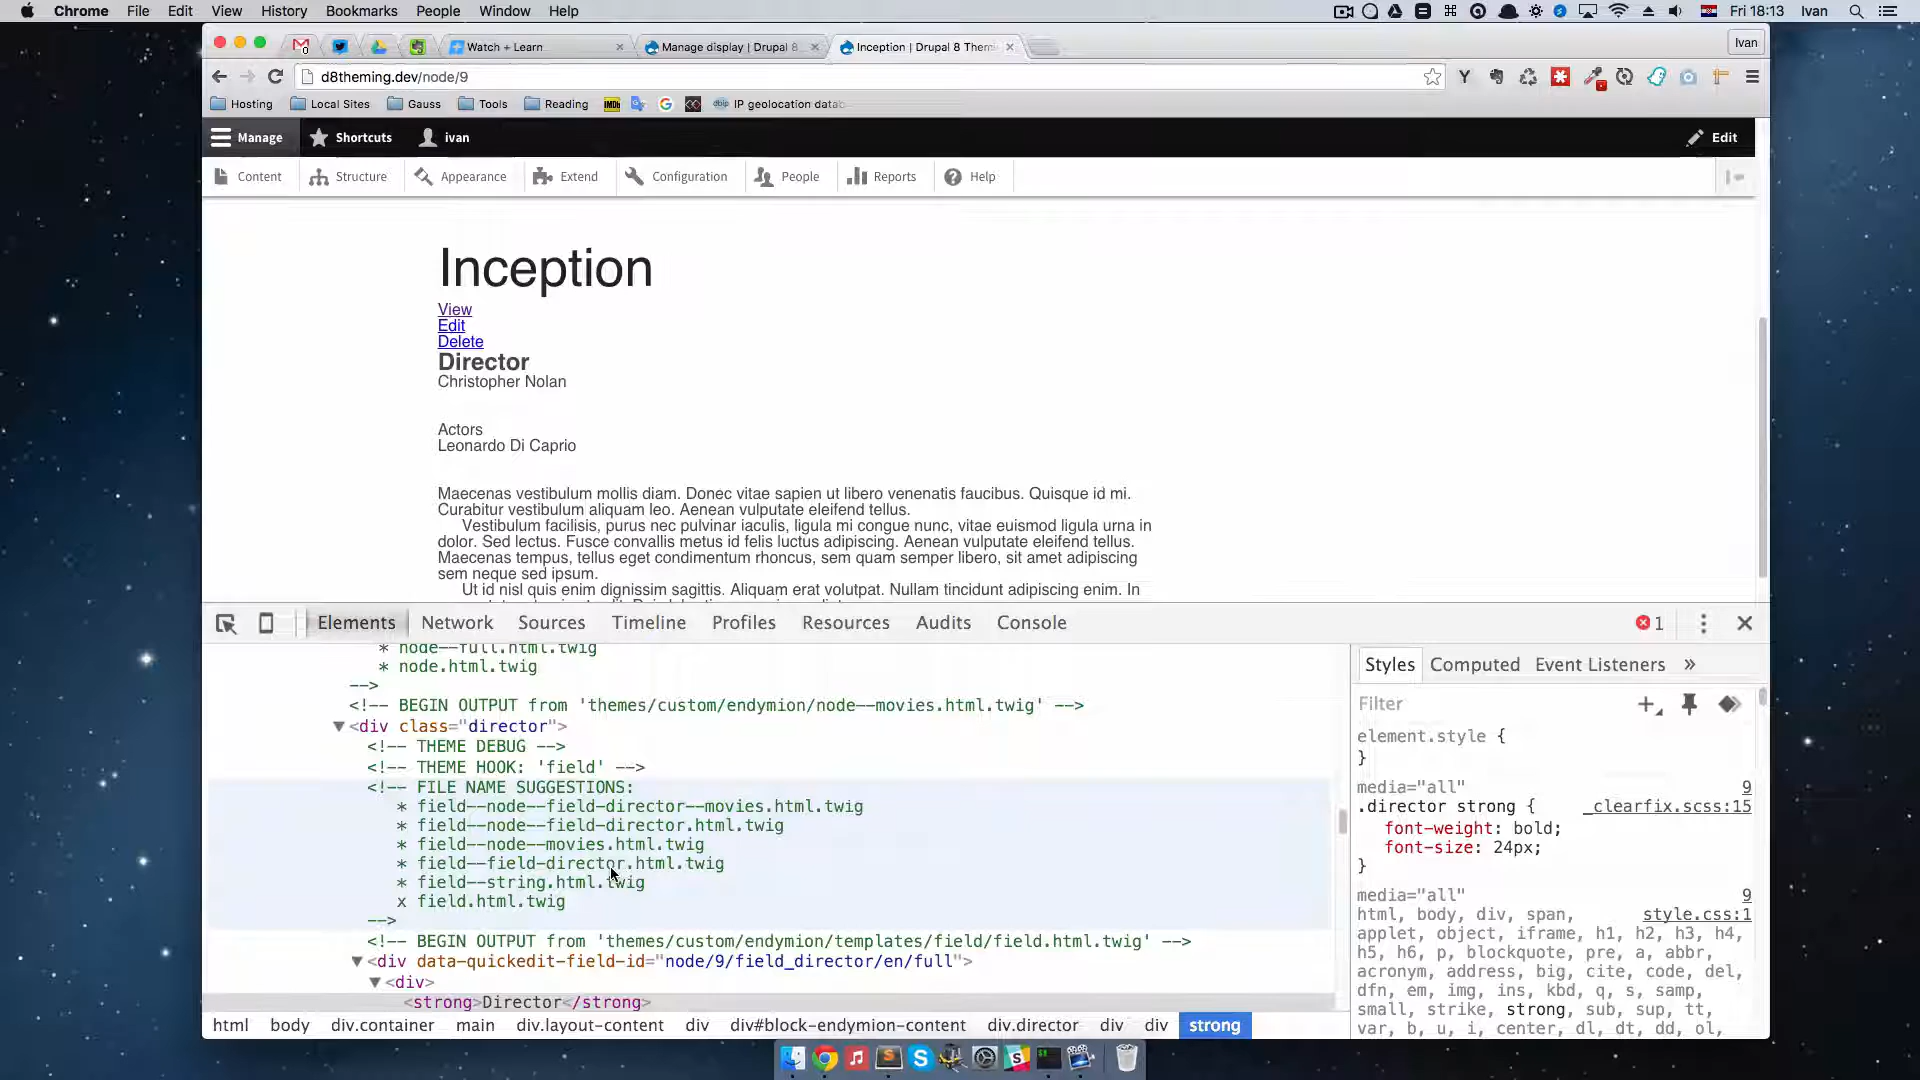 Chrome File Edit View History Bookmarks People Window Help Fri 18:13 Ivan
Watch + Learn
Manage display | Drupal 8
Inception | Drupal 8 Themi
Ivan
d8theming.dev/node/9
Hosting Local Sites Gauss Tools Reading IMDb IP geolocation datab
Manage Shortcuts ivan Edit
Content Structure Appearance Extend Configuration People Reports Help
Inception
View
Edit
Delete
Director
Christopher Nolan
Actors
Leonardo Di Caprio
Maecenas vestibulum mollis diam. Donec vitae sapien ut libero venenatis faucibus. Quisque id mi.
Curabitur vestibulum aliquam leo. Aenean vulputate eleifend tellus.
Vestibulum facilisis, purus nec pulvinar iaculis, ligula mi congue nunc, vitae euismod ligula urna in
dolor. Sed lectus. Fusce convallis metus id felis luctus adipiscing. Aenean vulputate eleifend tellus.
Maecenas tempus, tellus eget condimentum rhoncus, sem quam semper libero, sit amet adipiscing
sem neque sed ipsum.
Ut id nisl quis enim dignissim sagittis. Aliquam erat volutpat. Nullam tincidunt adipiscing enim. In
Elements Network Sources Timeline Profiles Resources Audits Console 1
* node--full.html.twig
* node.html.twig
-->
<!-- BEGIN OUTPUT from 'themes/custom/endymion/node--movies.html.twig' -->
<div class="director">
<!-- THEME DEBUG -->
<!-- THEME HOOK: 'field' -->
<!-- FILE NAME SUGGESTIONS:
* field--node--field-director--movies.html.twig
* field--node--field-director.html.twig
* field--node--movies.html.twig
* field--field-director.html.twig
* field--string.html.twig
x field.html.twig
-->
<!-- BEGIN OUTPUT from 'themes/custom/endymion/templates/field/field.html.twig' -->
<div data-quickedit-field-id="node/9/field_director/en/full">
<div>
<strong>Director</strong>
html body div.container main div.layout-content div div#block-endymion-content div.director div div strong
Styles Computed Event Listeners »
Filter
element.style {
}
media="all" 9
.director strong { _clearfix.scss:15
font-weight: bold;
font-size: 24px;
}
media="all" 9
html, body, div, span, style.css:1
applet, object, iframe, h1, h2, h3, h4,
h5, h6, p, blockquote, pre, a, abbr,
acronym, address, big, cite, code, del,
dfn, em, img, ins, kbd, q, s, samp,
small, strike, strong, sub, sup, tt,
var, b, u, i, center, dl, dt, dd, ol,